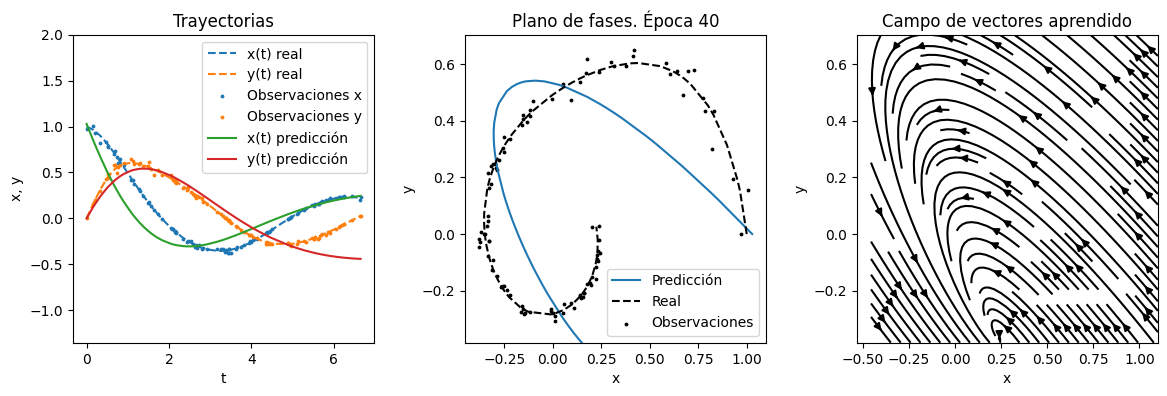 Trayectorias
2.0
1.5
1.0
0.5
0.0
−0.5
−1.0
x, y
0
2
4
6
t
x(t) real
y(t) real
Observaciones x
Observaciones y
x(t) predicción
y(t) predicción
Plano de fases. Época 40
0.6
0.4
0.2
0.0
−0.2
y
−0.25
0.00
0.25
0.50
0.75
1.00
x
Predicción
Real
Observaciones
Campo de vectores aprendido
0.6
0.4
0.2
0.0
−0.2
y
−0.50
−0.25
0.00
0.25
0.50
0.75
1.00
x